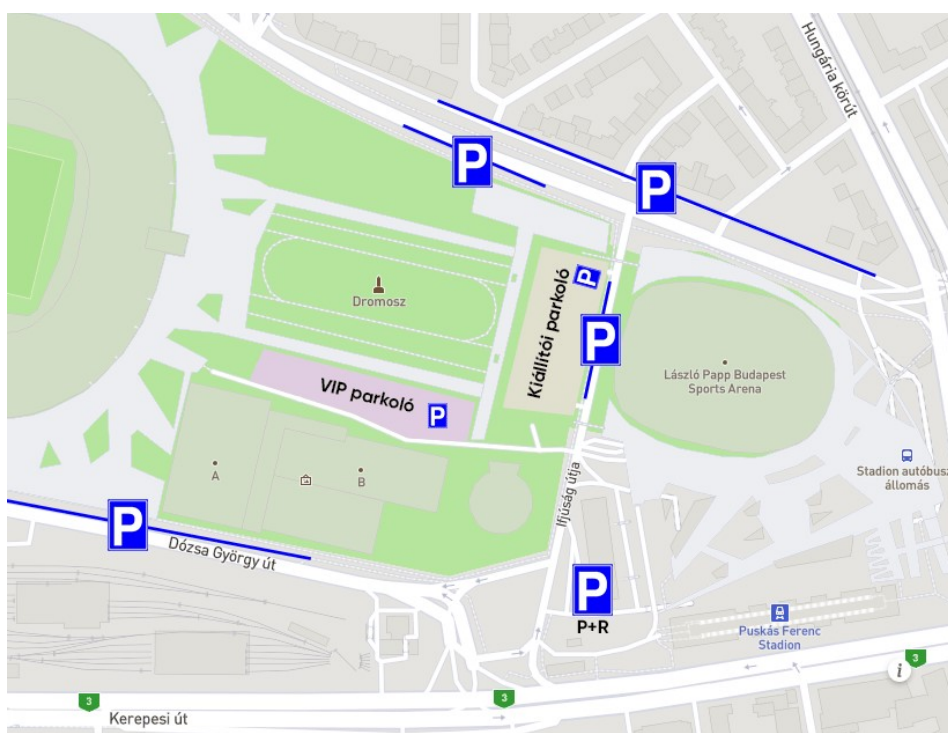 Hungária körút
P
P
P
Kiállítói parkoló
P
Dromosz
László Papp Budapest
Sports Arena
VIP parkoló
P
A
B
Stadion autóbusz
állomás
Ifjúság útja
P
Dózsa György út
P
P+R
Puskás Ferenc
Stadion
3
i
3
3
Kerepesi út